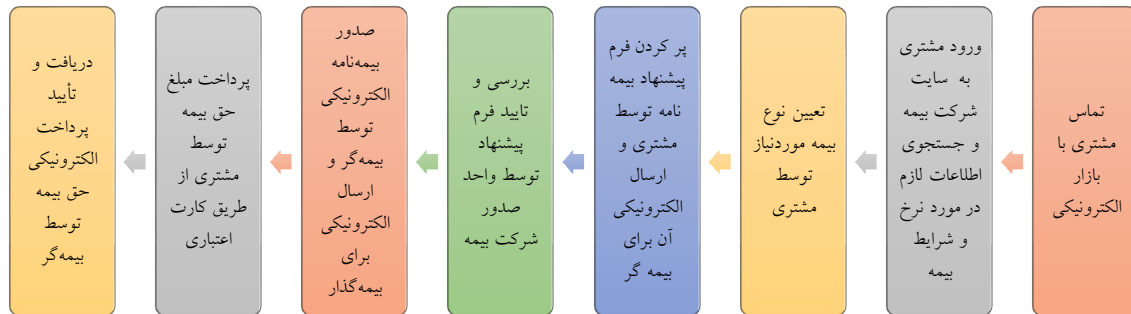 تماس
مشتری با
بازار
الکترونیکی
ورود مشتری
به سایت
شرکت بیمه
و جستجوی
اطلاعات لازم
در مورد نرخ
و شرایط
بیمه
تعیین نوع
بیمه موردنیاز
توسط
مشتری
پر کردن فرم
پیشنهاد بیمه
نامه توسط
مشتری و
ارسال
الکترونیکی
آن برای
بیمه گر
بررسی و
تایید فرم
پیشنهاد
توسط واحد
صدور
شرکت بیمه
صدور
بیمه‌نامه
الکترونیکی
توسط
بیمه‌گر و
ارسال
الکترونیکی
برای
بیمه‌گذار
پرداخت مبلغ
حق بیمه
توسط
مشتری از
طریق کارت
اعتباری
دریافت و
تأیید
پرداخت
الکترونیکی
حق بیمه
توسط
بیمه‌گر